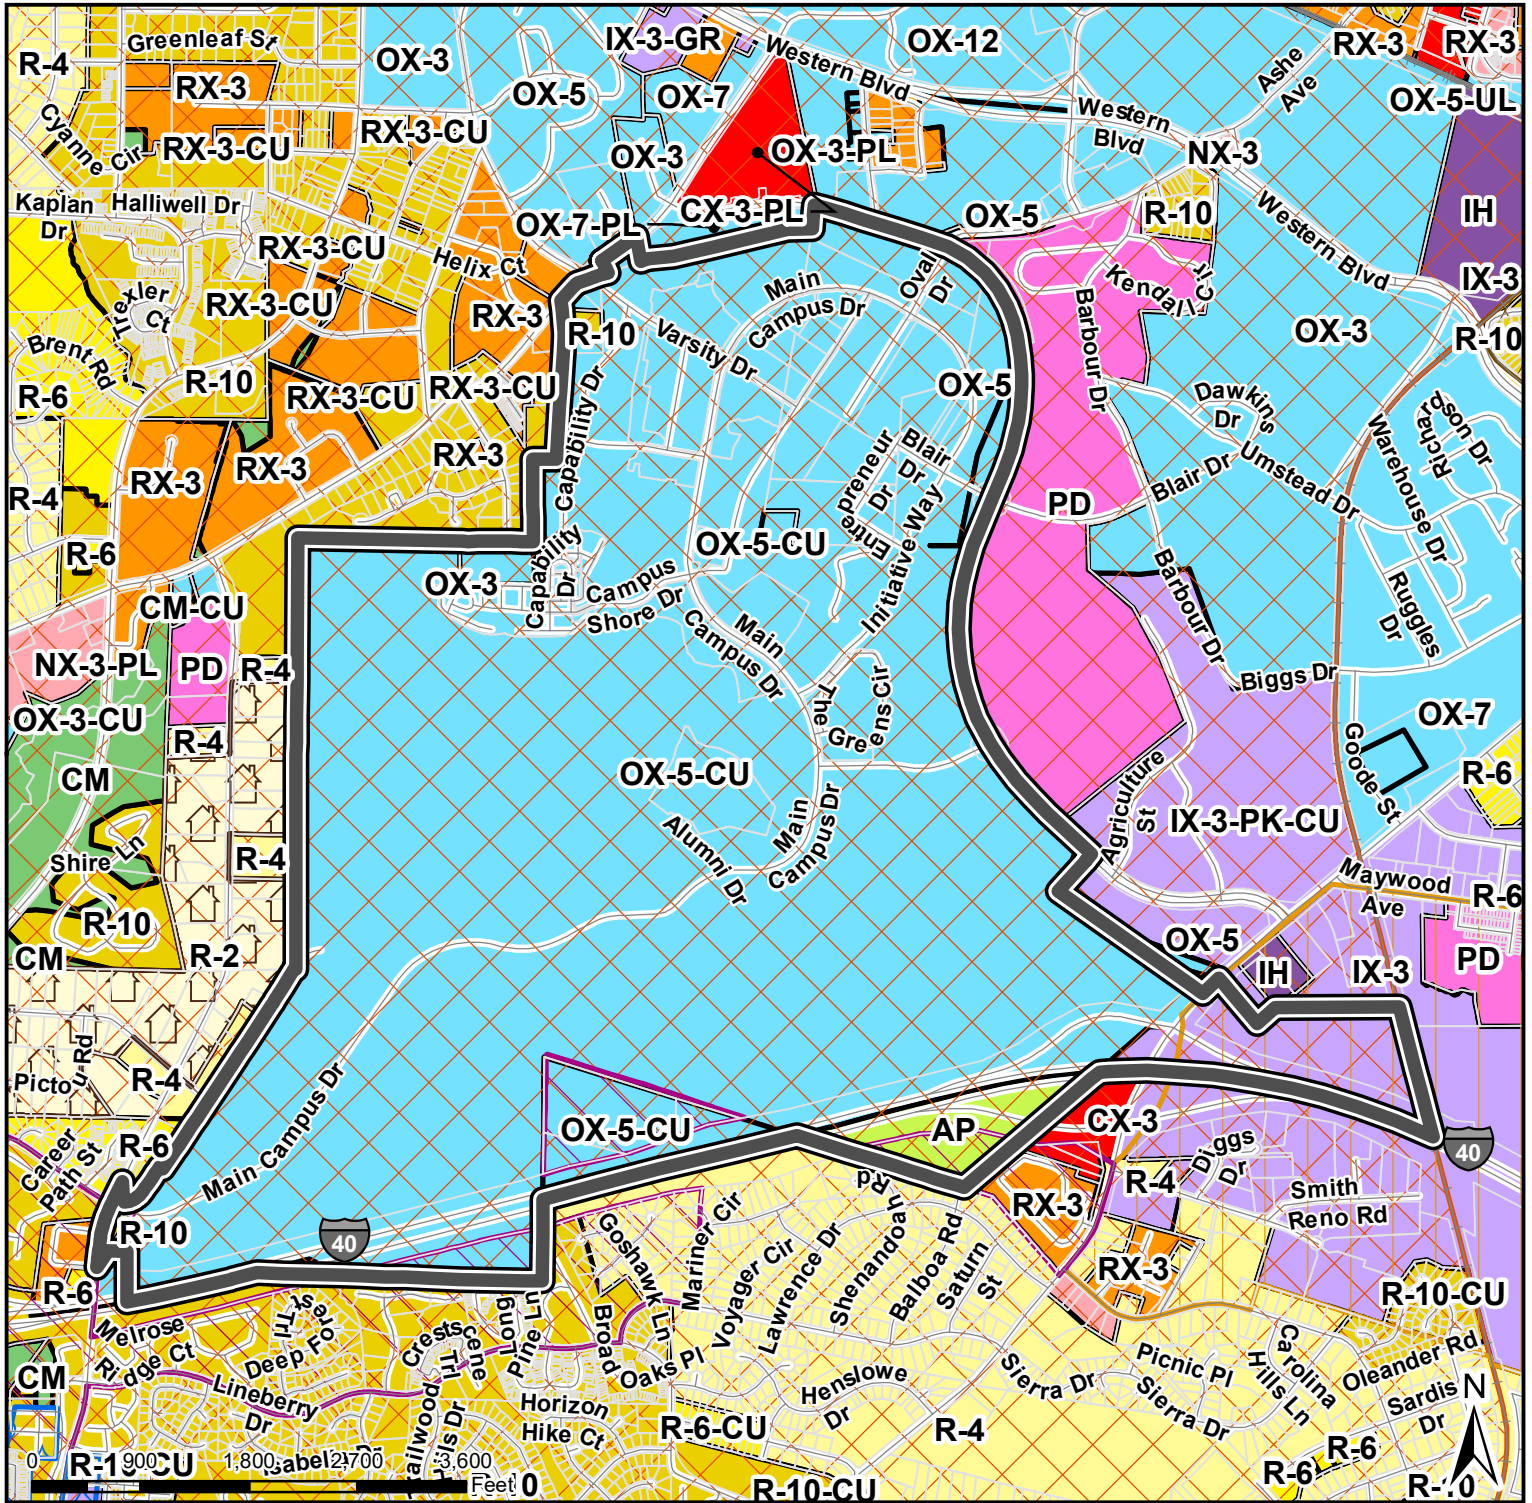 Greenleaf St
IX-3-GR
OX-12
RX-3
RX-3
R-4
OX-3
Western Blvd
Ashe
Ave
RX-3
OX-5
OX-7
OX-5-UL
Cyanne Cir
RX-3-CU
RX-3-CU
OX-3
OX-3-PL
Western
Blvd
NX-3
Kaplan
Dr
Halliwell Dr
OX-7-PL
CX-3-PL
OX-5
R-10
IH
RX-3-CU
Helix Ct
Western Blvd
Trexler
Ct
RX-3-CU
RX-3
Main
Campus Dr
Oval
Dr
Kendall Cir
IX-3
R-10
Varsity Dr
Barbour Dr
OX-3
R-10
Brent Rd
R-6
R-10
RX-3-CU
RX-3-CU
Capability Dr
OX-5
Dawkins
Dr
Richardson Dr
RX-3
RX-3
RX-3
Entrepreneur
Dr
Blair
Dr
Blair Dr
Umstead Dr
Warehouse Dr
R-4
PD
R-6
OX-3
Capability
Dr
OX-5-CU
Initiative Way
Barbour Dr
Ruggles
Dr
CM-CU
Campus
Shore Dr
NX-3-PL
PD
R-4
Main
Campus Dr
The
Greens Cir
Biggs Dr
OX-3-CU
R-4
OX-7
Goode St
CM
OX-5-CU
Agriculture
St
IX-3-PK-CU
R-6
Shire Ln
R-4
Alumni Dr
Main
Campus Dr
Maywood
Ave
R-6
R-10
CM
R-2
OX-5
IH
IX-3
PD
Pictou Rd
R-4
Main Campus Dr
OX-5-CU
AP
CX-3
40
Career
Path St
R-6
Diggs
Dr
R-4
Smith
Reno Rd
R-10
40
RX-3
RX-3
R-6
Goshawk Ln
Mariner Cir
Voyager Cir
Lawrence Dr
Shenandoah Rd
Balboa Rd
Saturn
St
R-10-CU
Melrose
Ridge Ct
Deep Forest
Trl
Crestscene
Trl
Long
Pine Ln
Broad
Oaks Pl
Carolina
Hills Ln
Oleander Rd
CM
Lineberry
Dr
Henslowe
Dr
Sierra Dr
Picnic Pl
Sierra Dr
Sardis
Dr
N
Horizon
Hike Ct
R-6-CU
R-4
R-6
R-6
R-10
R-10-CU
0 900 1,800 2,700 3,600
Feet